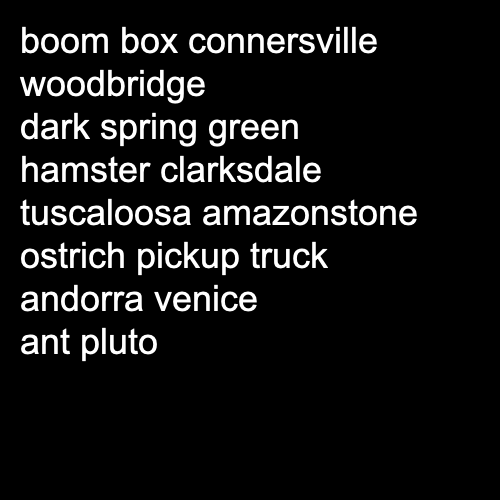 boom box connersville
woodbridge
dark spring green
hamster clarksdale
tuscaloosa amazonstone
ostrich pickup truck
andorra venice
ant pluto